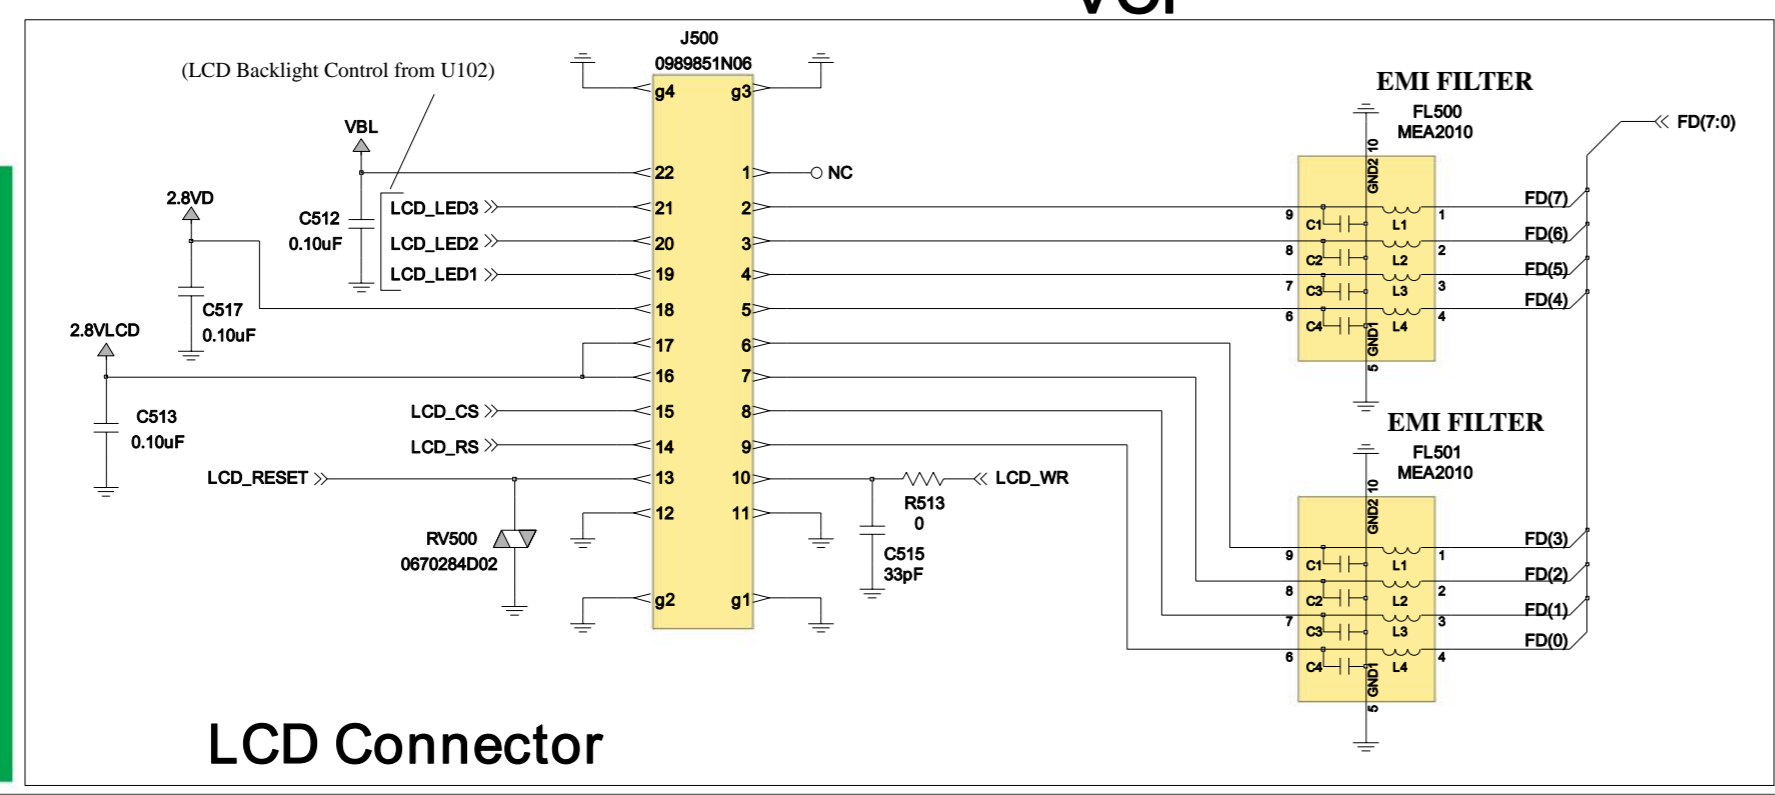 J500
0989851N06
(LCD Backlight Control from U102)
EMI FILTER
FL500
MEA2010
FD(7:0)
g4 g3
VBL
22 1 NC
2.8VD
LCD_LED3 21 2
C512
0.10uF
LCD_LED2 20 3
LCD_LED1 19 4
C517
0.10uF
18 5
2.8VLCD
17 6
16 7
C513
0.10uF
LCD_CS 15 8
LCD_RS 14 9
LCD_RESET 13 10 LCD_WR
R513
0
12 11
RV500
0670284D02
C515
33pF
g2 g1
GND2 10
9 C1 L1 1 FD(7)
8 C2 L2 2 FD(6)
7 C3 L3 3 FD(5)
6 C4 L4 4 FD(4)
GND1 5
EMI FILTER
FL501
MEA2010
GND2 10
9 C1 L1 1 FD(3)
8 C2 L2 2 FD(2)
7 C3 L3 3 FD(1)
6 C4 L4 4 FD(0)
GND1 5
LCD Connector